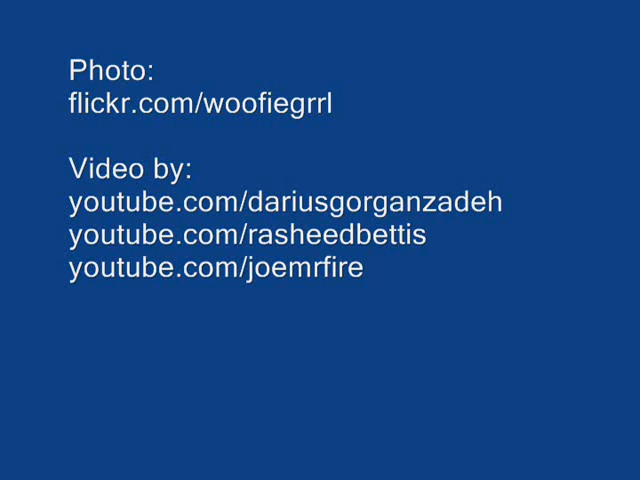 Photo:
flickr.com/woofiegrrl
Video by:
youtube.com/dariusgorganzadeh
youtube.com/rasheedbettis
youtube.com/joemrfire